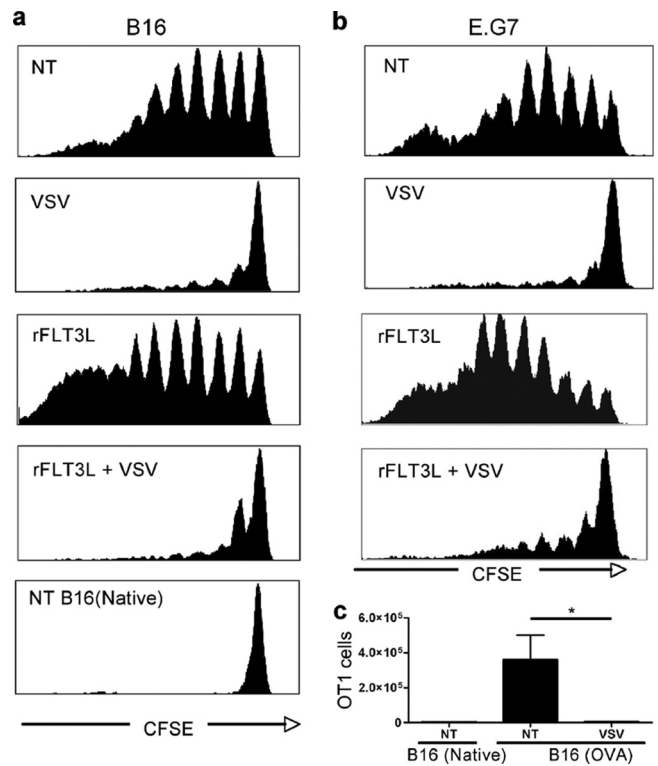 a
B16
NT
VSV
rFLT3L
rFLT3L + VSV
NT B16(Native)
CFSE
b
E.G7
NT
VSV
rFLT3L
rFLT3L + VSV
CFSE
c
OT1 cells
6.0×10⁵
4.0×10⁵
2.0×10⁵
0
*
NT NT VSV
B16 (Native) B16 (OVA)